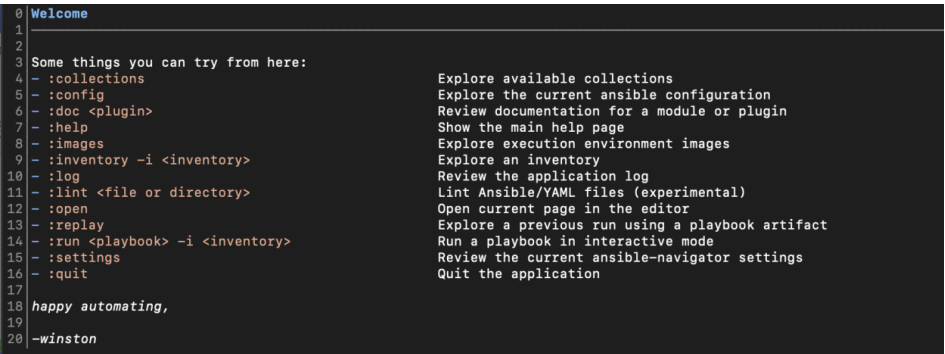 0 Welcome
1
2
3 Some things you can try from here:
4 - :collections Explore available collections
5 - :config Explore the current ansible configuration
6 - :doc <plugin> Review documentation for a module or plugin
7 - :help Show the main help page
8 - :images Explore execution environment images
9 - :inventory -i <inventory> Explore an inventory
10 - :log Review the application log
11 - :lint <file or directory> Lint Ansible/YAML files (experimental)
12 - :open Open current page in the editor
13 - :replay Explore a previous run using a playbook artifact
14 - :run <playbook> -i <inventory> Run a playbook in interactive mode
15 - :settings Review the current ansible-navigator settings
16 - :quit Quit the application
17
18 happy automating,
19
20 -winston